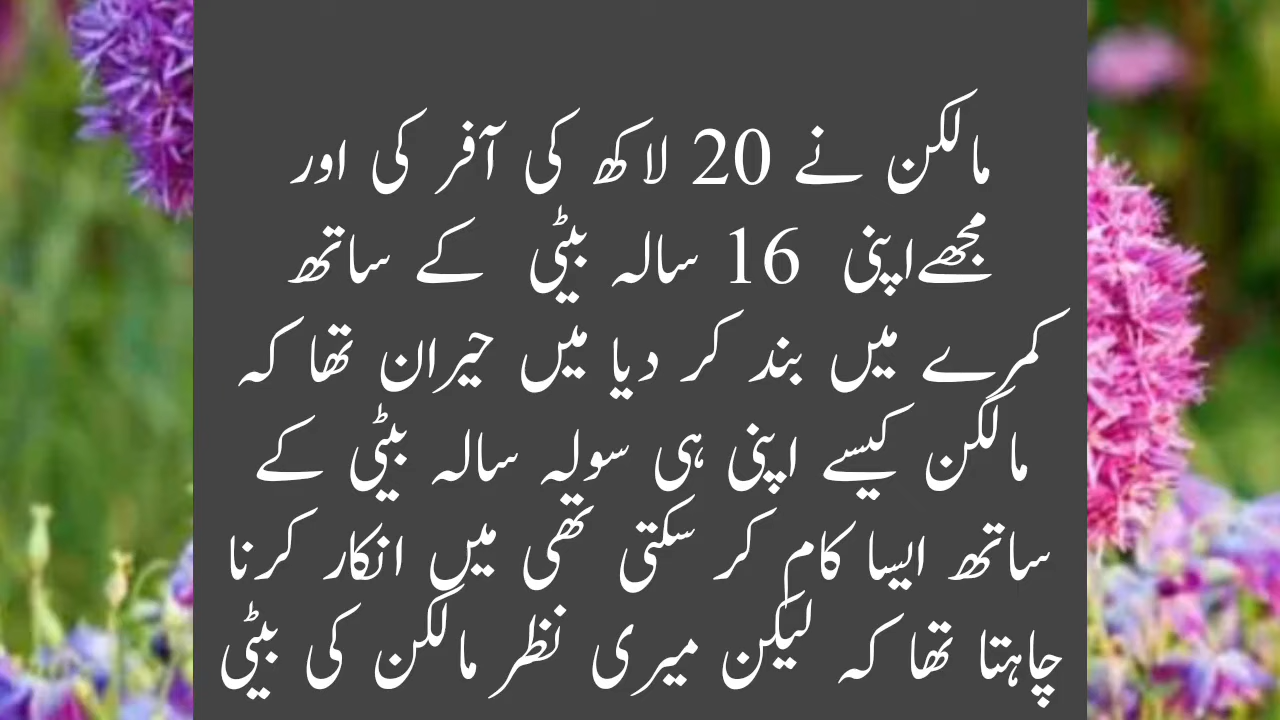 مالکن نے 20 لاکھ کی آفر کی اور
مجھےاپنی 16 سالہ بیٹی کے ساتھ
کمرے میں بند کر دیا میں حیران تھا کہ
مالکن کیسے اپنی ہی سولہ سالہ بیٹی کے
ساتھ ایسا کام کر سکتی تھی میں انکار کرنا
چاہتا تھا کہ لیکن میری نظر مالکن کی بیٹی